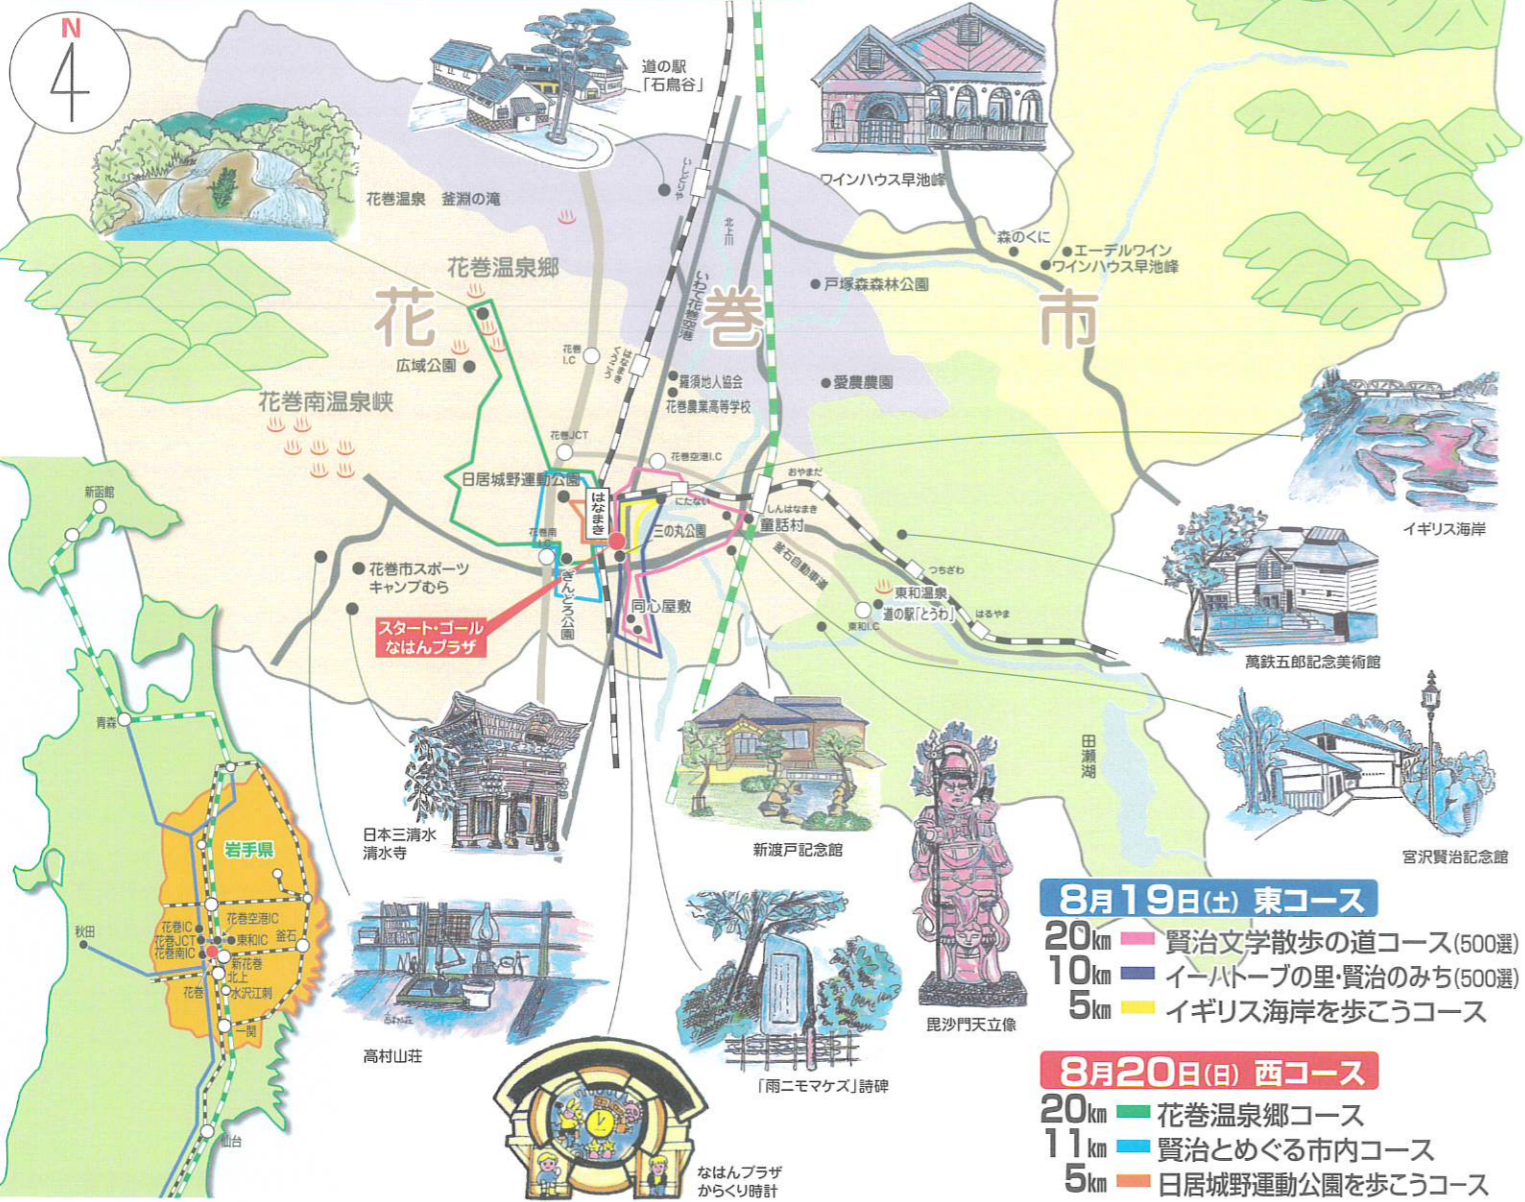 N
道の駅
「石鳥谷」
花巻温泉　釜淵の滝
ワインハウス早池峰
いしどりや
北上川
森のくに
エーデルワイン
ワインハウス早池峰
花巻温泉郷
いわて花巻空港
戸塚森森林公園
花
巻
市
花巻
I.C
はなまき
くうこう
広域公園
羅須地人協会
花巻農業高等学校
愛農農園
花巻南温泉峡
花巻JCT
花巻空港I.C
おやまだ
日居城野運動公園
はなまき
にたない
しんはなまき
イギリス海岸
新函館
花巻南
I.C
三の丸公園
童話村
花巻市スポーツ
キャンプむら
ぎんどろ公園
釜石自動車道
つちざわ
東和温泉
道の駅「とうわ」
東和I.C
はるやま
同心屋敷
スタート・ゴール
なはんプラザ
萬鉄五郎記念美術館
青森
田瀬湖
日本三清水
清水寺
新渡戸記念館
宮沢賢治記念館
岩手県
秋田
花巻空港IC
花巻IC
花巻JCT
東和IC
釜石
花巻南IC
新花巻
北上
花巻
水沢江刺
一関
仙台
高村山荘
毘沙門天立像
「雨ニモマケズ」詩碑
なはんプラザ
からくり時計
8月19日(土) 東コース
20km 賢治文学散歩の道コース(500選)
10km イーハトーブの里・賢治のみち(500選)
5km イギリス海岸を歩こうコース
8月20日(日) 西コース
20km 花巻温泉郷コース
11km 賢治とめぐる市内コース
5km 日居城野運動公園を歩こうコース